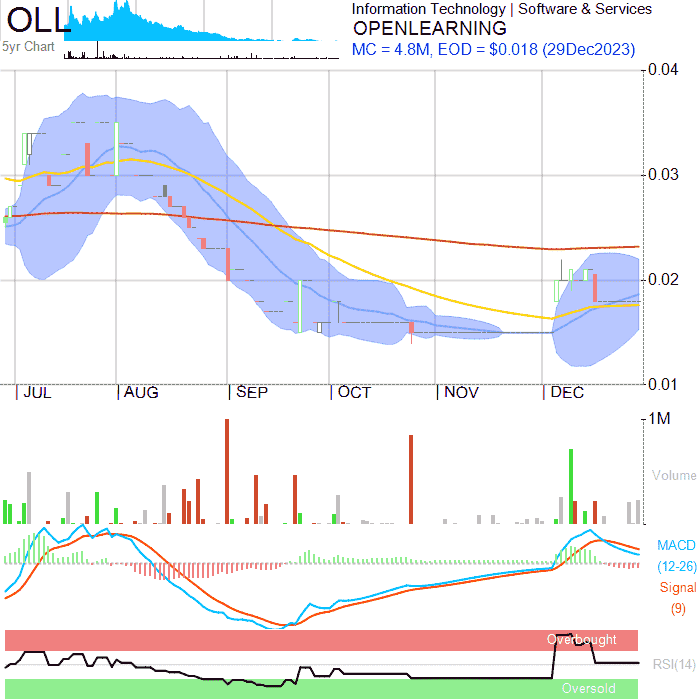 OLL
5yr Chart
Information Technology | Software & Services
OPENLEARNING
MC = 4.8M, EOD = $0.018 (29Dec2023)
0.04
0.03
0.02
0.01
JUL AUG SEP OCT NOV DEC
1M
Volume
MACD
(12-26)
Signal
(9)
Overbought
RSI(14)
Oversold